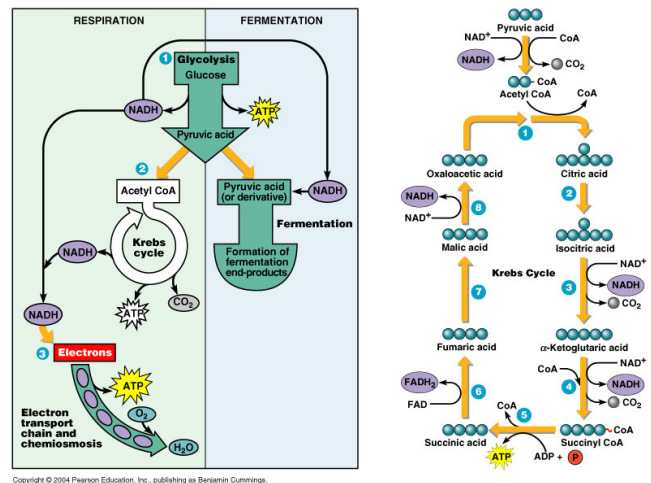 RESPIRATION
FERMENTATION
1
Glycolysis
Glucose
NADH
ATP
Pyruvic acid
2
Acetyl CoA
Pyruvic acid
(or derivative)
NADH
Fermentation
Krebs
cycle
NADH
Formation of
fermentation
end-products
ATP
CO2
NADH
3
Electrons
ATP
Electron
transport
chain and
chemiosmosis
O2
H2O
Copyright © 2004 Pearson Education, Inc., publishing as Benjamin Cummings.
Pyruvic acid
NAD+
CoA
NADH
CO2
CoA
Acetyl CoA
CoA
1
Oxaloacetic acid
Citric acid
NADH
8
2
NAD+
Malic acid
Isocitric acid
Krebs Cycle
NAD+
7
3
NADH
CO2
Fumaric acid
α-Ketoglutaric acid
CoA
NAD+
FADH2
6
4
NADH
FAD
CO2
CoA
5
CoA
Succinic acid
Succinyl CoA
ATP
ADP + P